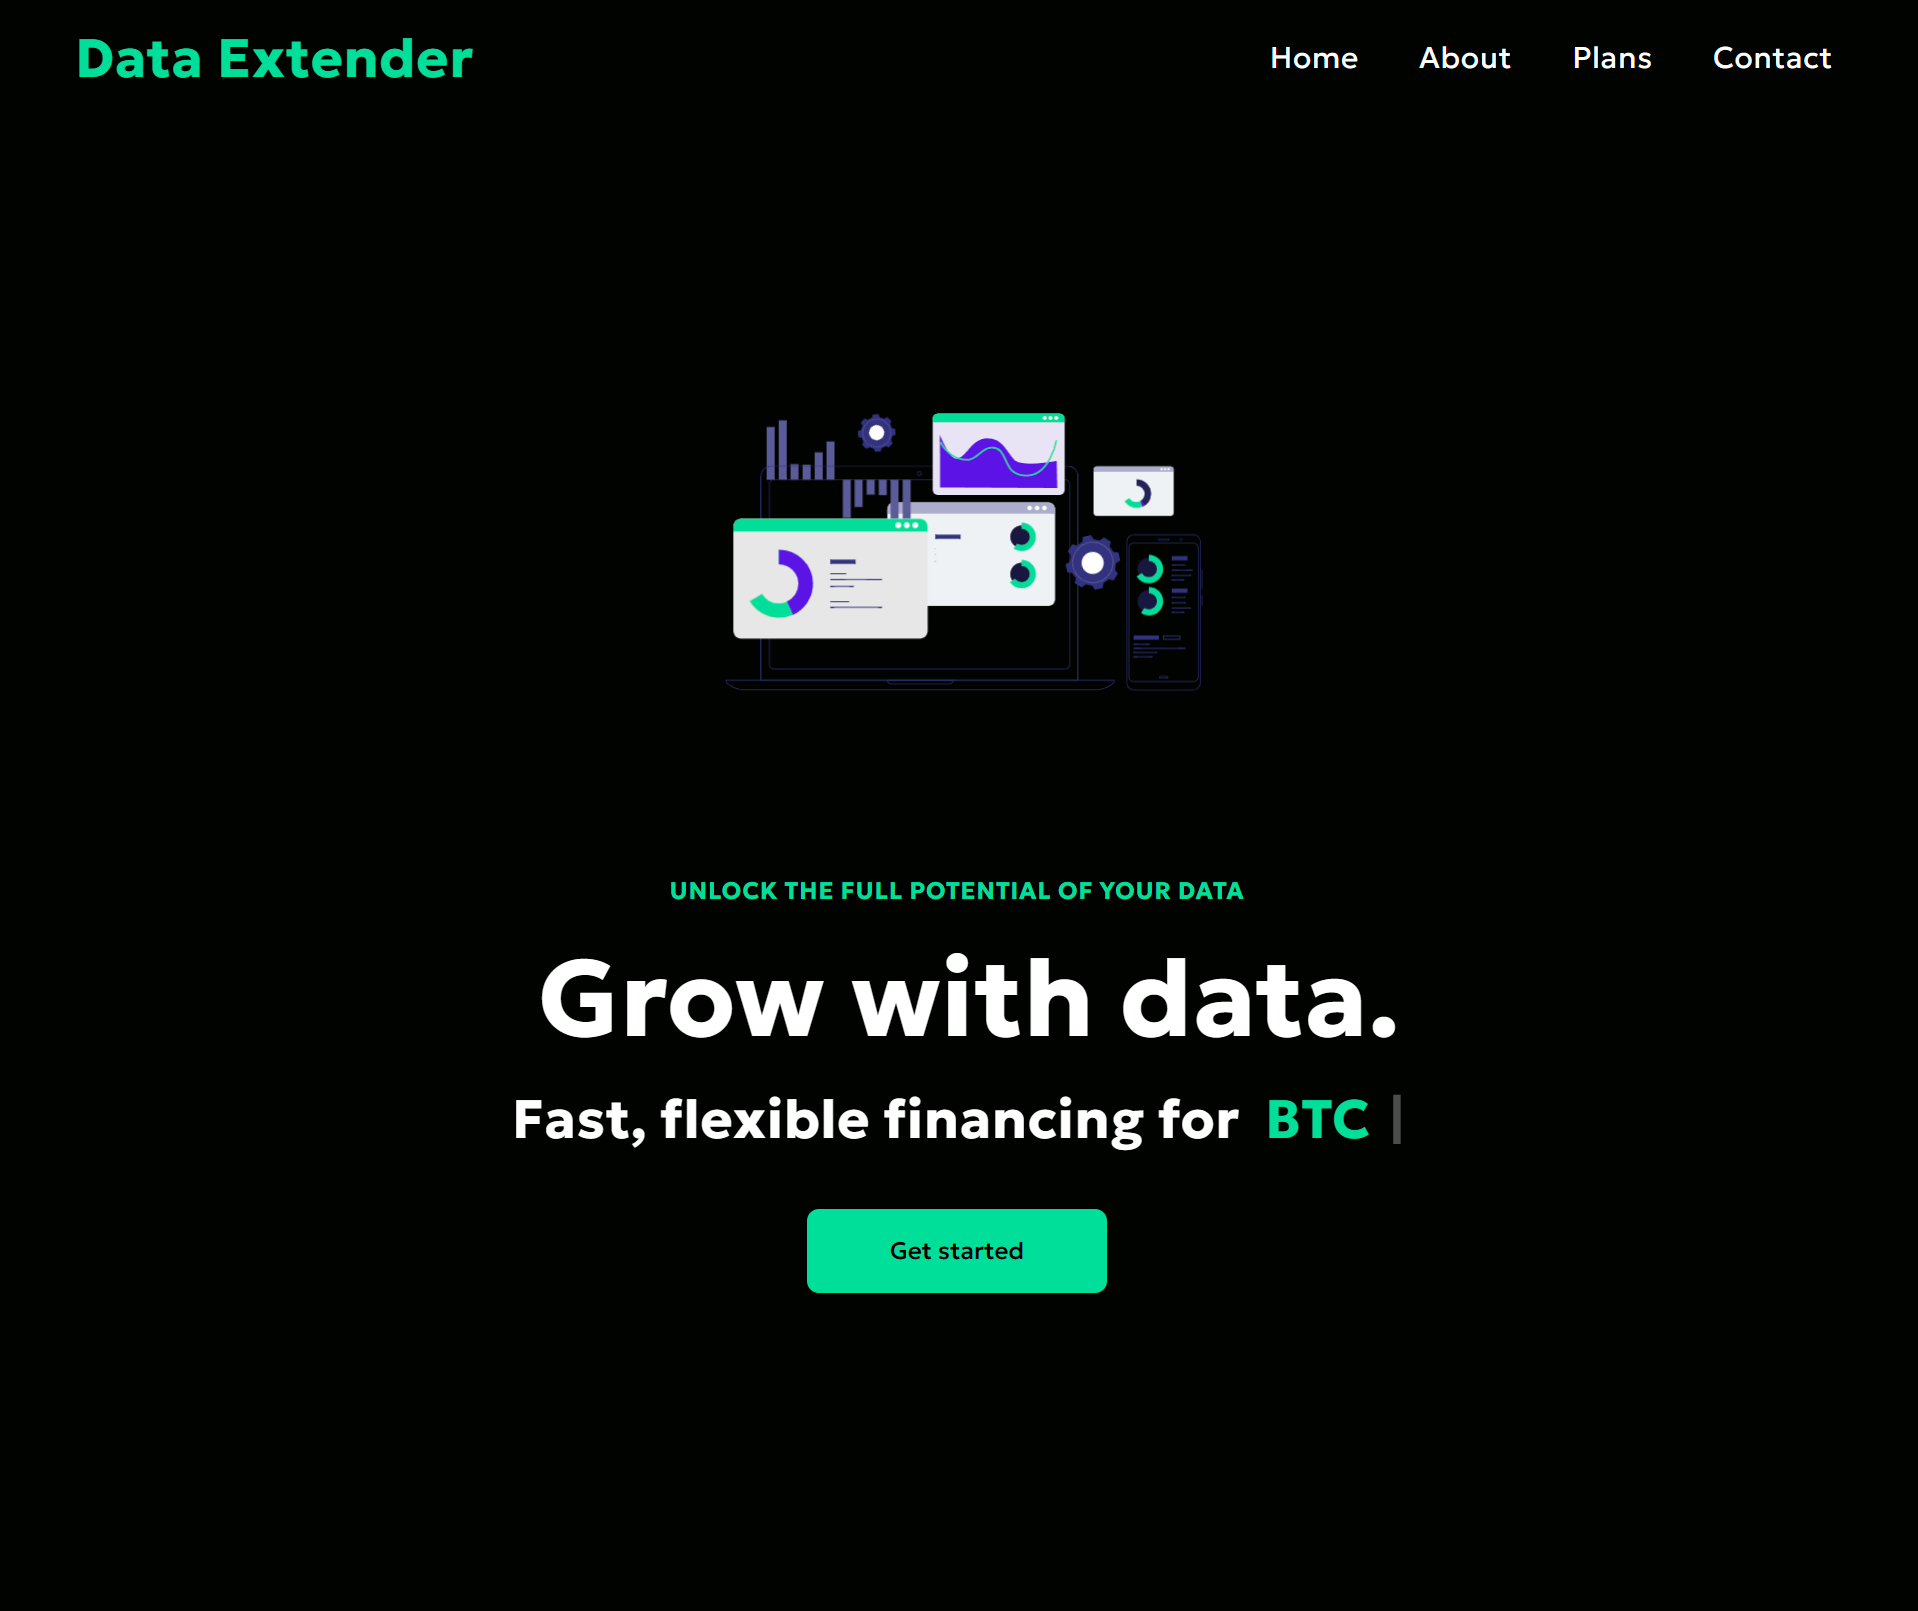 Data Extender
Home About Plans Contact
UNLOCK THE FULL POTENTIAL OF YOUR DATA
Grow with data.
Fast, flexible financing for BTC
Get started